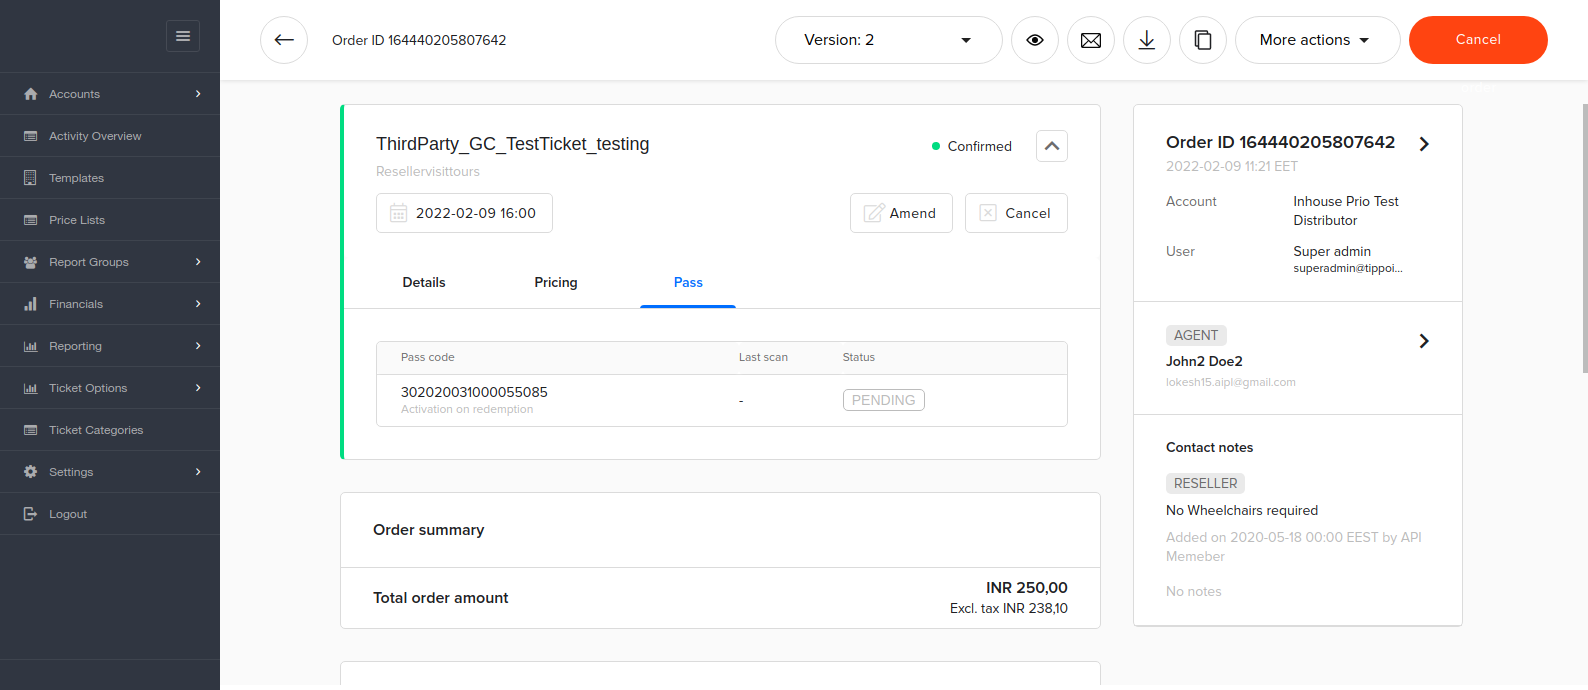 Order ID 164440205807642
Version: 2
More actions
Cancel
Accounts
Activity Overview
Templates
Price Lists
Report Groups
Financials
Reporting
Ticket Options
Ticket Categories
Settings
Logout
ThirdParty_GC_TestTicket_testing
Confirmed
Resellervisittours
2022-02-09 16:00
Amend
Cancel
Details Pricing Pass
Pass code Last scan Status
302020031000055085 - PENDING
Activation on redemption
Order summary
Total order amount INR 250,00
Excl. tax INR 238,10
Order ID 164440205807642
2022-02-09 11:21 EET
Account Inhouse Prio Test
Distributor
User Super admin
superadmin@tippoi...
AGENT
John2 Doe2
lokesh15.aipl@gmail.com
Contact notes
RESELLER
No Wheelchairs required
Added on 2020-05-18 00:00 EEST by API
Memeber
No notes